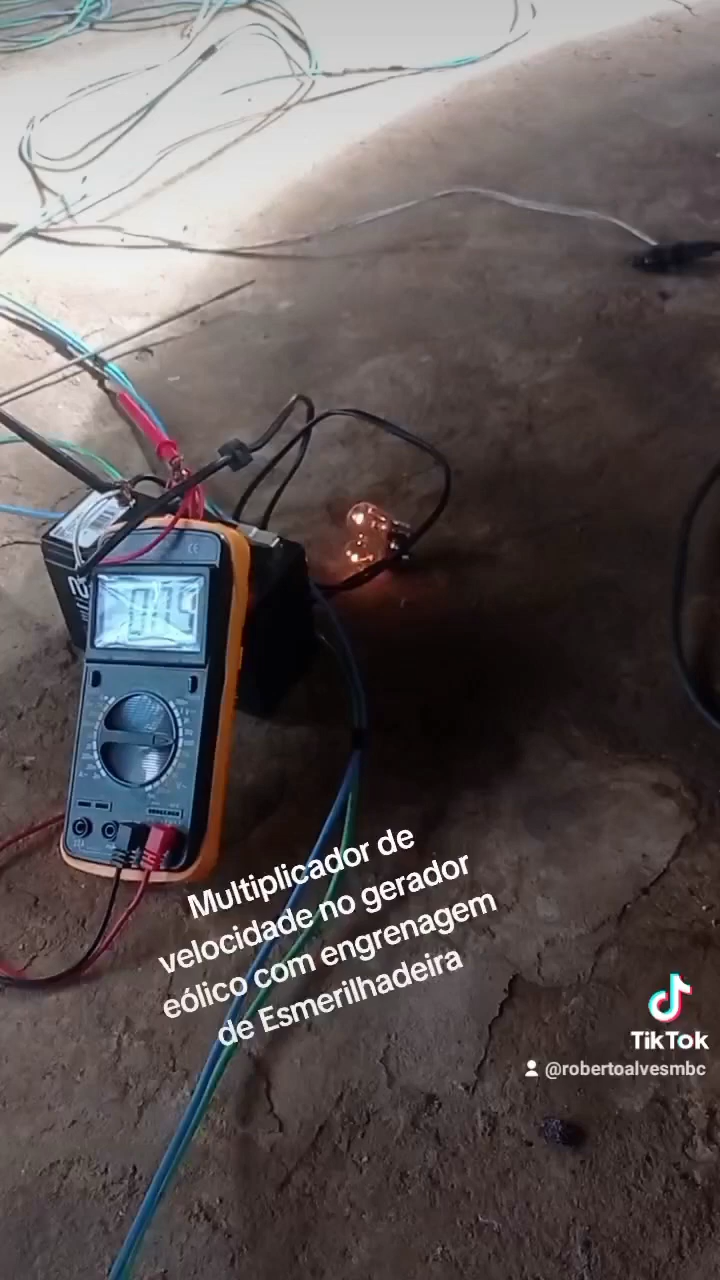 Multiplicador de
velocidade no gerador
eólico com engrenagem
de Esmerilhadeira
TikTok
@robertoalvesmbc